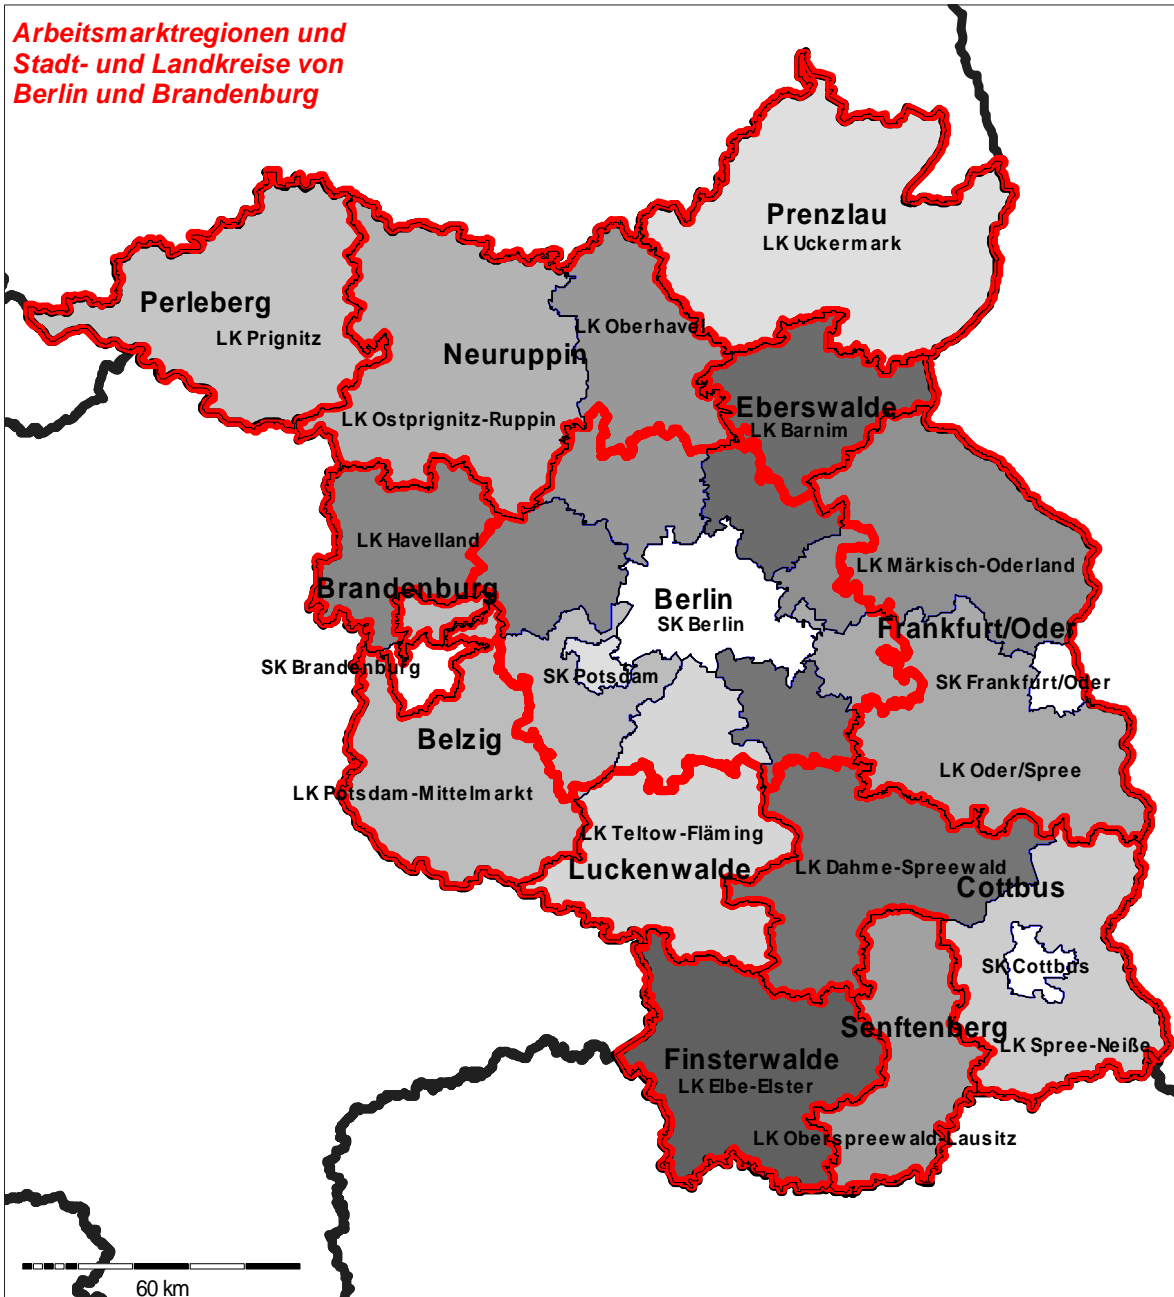 Arbeitsmarktregionen und
Stadt- und Landkreise von
Berlin und Brandenburg
Prenzlau
LK Uckermark
Perleberg
LK Prignitz
LK Oberhavel
Neuruppin
Eberswalde
LK Ostprignitz-Ruppin
LK Barnim
LK Havelland
LK Märkisch-Oderland
Brandenburg
Berlin
SK Berlin
Frankfurt/Oder
SK Brandenburg
SK Potsdam
SK Frankfurt/Oder
Belzig
LK Oder/Spree
LK Potsdam-Mittelmarkt
LK Teltow-Fläming
Luckenwalde
LK Dahme-Spreewald
Cottbus
SK Cottbus
Senftenberg
LK Spree-Neiße
Finsterwalde
LK Elbe-Elster
LK Oberspreewald-Lausitz
60 km